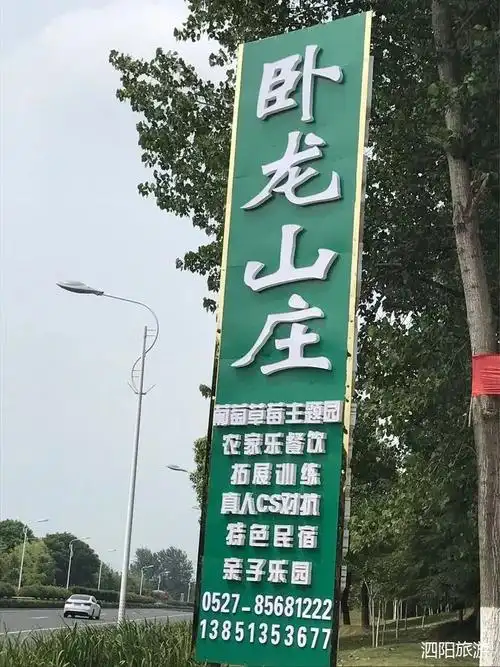 卧龙山庄
葡萄草莓主题园
农家乐餐饮
拓展训练
真人CS对抗
特色民宿
亲子乐园
0527-85681222
13851353677
泗阳旅游